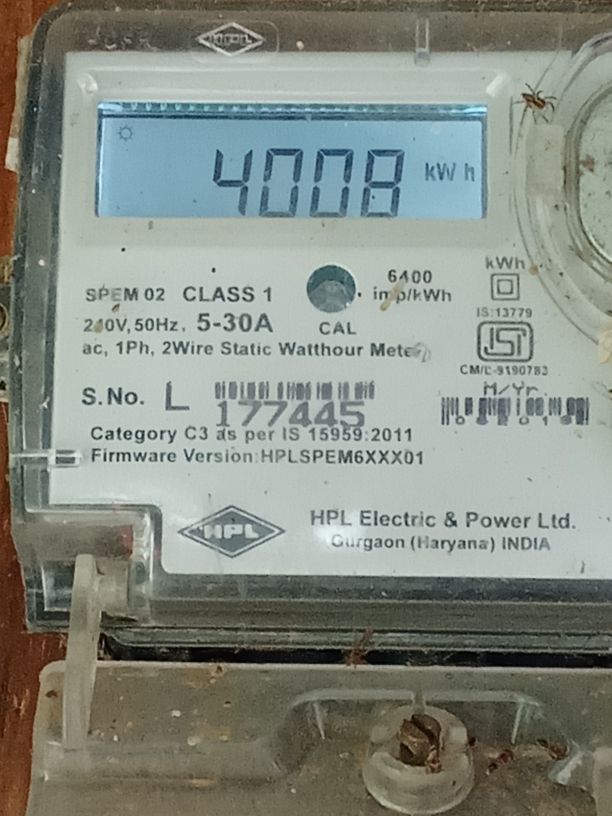 HPL
4008 kWh
kWh
6400
imp/kWh
SPEM 02 CLASS 1
240V, 50Hz, 5-30A
CAL
ac, 1Ph, 2Wire Static Watthour Meter
IS:13779
ISI
CM/L-9190783
M/Yr
S.No. L 177445
Category C3 as per IS 15959:2011
Firmware Version:HPLSPEM6XXX01
HPL
HPL Electric & Power Ltd.
Gurgaon (Haryana) INDIA